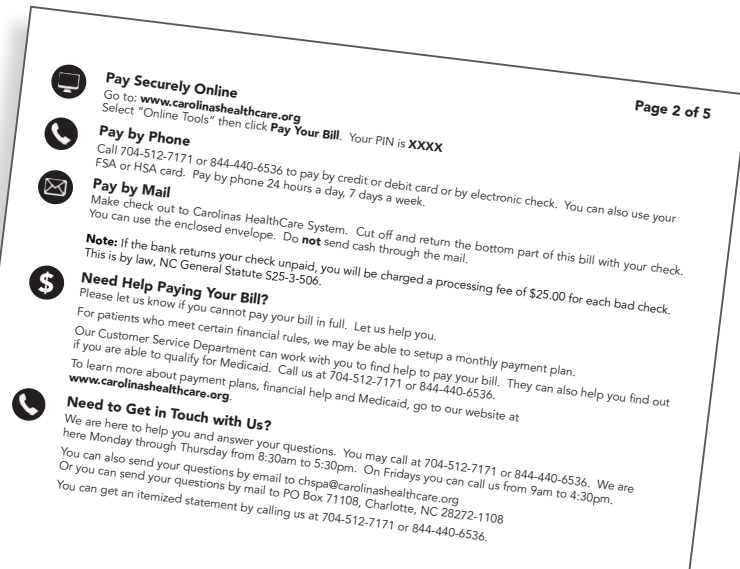 Page 2 of 5
Pay Securely Online
Go to: www.carolinashealthcare.org
Select "Online Tools" then click Pay Your Bill. Your PIN is XXXX
Pay by Phone
Call 704-512-7171 or 844-440-6536 to pay by credit or debit card or by electronic check. You can also use your
FSA or HSA card. Pay by phone 24 hours a day, 7 days a week.
Pay by Mail
Make check out to Carolinas HealthCare System. Cut off and return the bottom part of this bill with your check.
You can use the enclosed envelope. Do not send cash through the mail.
Note: If the bank returns your check unpaid, you will be charged a processing fee of $25.00 for each bad check.
This is by law, NC General Statute S25-3-506.
$
Need Help Paying Your Bill?
Please let us know if you cannot pay your bill in full. Let us help you.
For patients who meet certain financial rules, we may be able to setup a monthly payment plan.
Our Customer Service Department can work with you to find help to pay your bill. They can also help you find out
if you are able to qualify for Medicaid. Call us at 704-512-7171 or 844-440-6536.
To learn more about payment plans, financial help and Medicaid, go to our website at
www.carolinashealthcare.org.
Need to Get in Touch with Us?
We are here to help you and answer your questions. You may call at 704-512-7171 or 844-440-6536. We are
here Monday through Thursday from 8:30am to 5:30pm. On Fridays you can call us from 9am to 4:30pm.
You can also send your questions by email to chspa@carolinashealthcare.org
Or you can send your questions by mail to PO Box 71108, Charlotte, NC 28272-1108
You can get an itemized statement by calling us at 704-512-7171 or 844-440-6536.